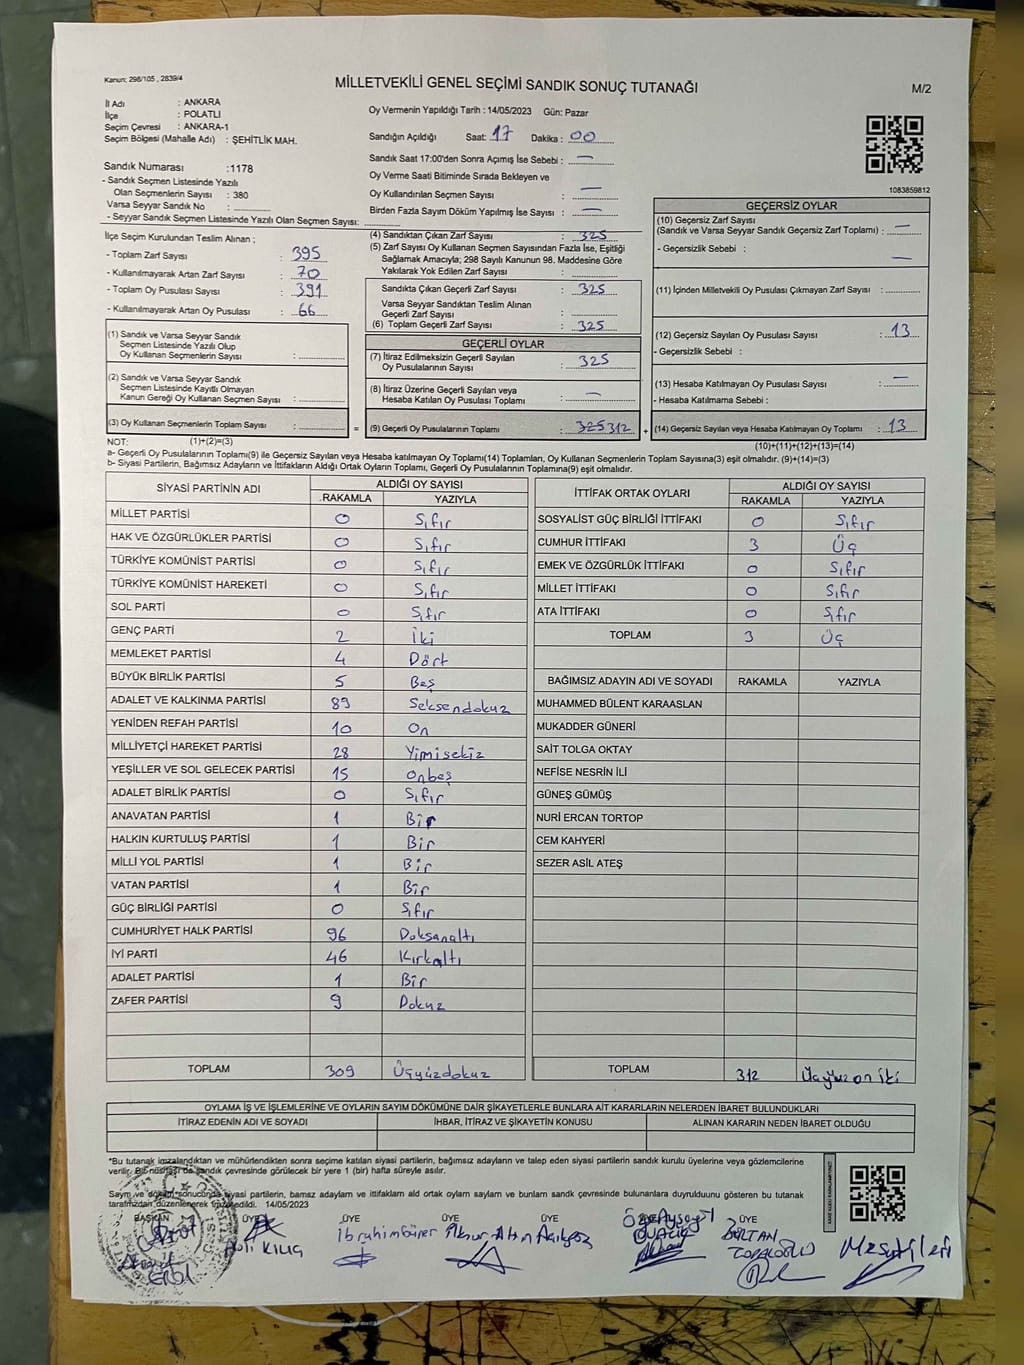 Kanun; 298/105 , 2839/4
MİLLETVEKİLİ GENEL SEÇİMİ SANDIK SONUÇ TUTANAĞI
M/2
İl Adı : ANKARA
İlçe : POLATLI
Seçim Çevresi : ANKARA-1
Seçim Bölgesi (Mahalle Adı) : ŞEHİTLİK MAH.
Sandık Numarası :1178
- Sandık Seçmen Listesinde Yazılı
Olan Seçmenlerin Sayısı : 380
Varsa Seyyar Sandık No :
- Seyyar Sandık Seçmen Listesinde Yazılı Olan Seçmen Sayısı:
Oy Vermenin Yapıldığı Tarih : 14/05/2023 Gün: Pazar
Sandığın Açıldığı Saat: 17 Dakika : 00
Sandık Saat 17:00'den Sonra Açımış İse Sebebi : —
Oy Verme Saati Bitiminde Sırada Bekleyen ve
Oy Kullandırılan Seçmen Sayısı : —
Birden Fazla Sayım Döküm Yapılmış İse Sayısı : —
1083859812
İlçe Seçim Kurulundan Teslim Alınan ;
- Toplam Zarf Sayısı : 395
- Kullanılmayarak Artan Zarf Sayısı : 70
- Toplam Oy Pusulası Sayısı : 391
- Kullanılmayarak Artan Oy Pusulası : 66
(1) Sandık ve Varsa Seyyar Sandık
Seçmen Listesinde Yazılı Olup
Oy Kullanan Seçmenlerin Sayısı :
(2) Sandık ve Varsa Seyyar Sandık
Seçmen Listesinde Kayıtlı Olmayan
Kanun Gereği Oy Kullanan Seçmen Sayısı :
(3) Oy Kullanan Seçmenlerin Toplam Sayısı :
(4) Sandıktan Çıkan Zarf Sayısı : 325
(5) Zarf Sayısı Oy Kullanan Seçmen Sayısından Fazla İse, Eşitliği
Sağlamak Amacıyla; 298 Sayılı Kanunun 98. Maddesine Göre
Yakılarak Yok Edilen Zarf Sayısı :
Sandıkta Çıkan Geçerli Zarf Sayısı : 325
Varsa Seyyar Sandıktan Teslim Alınan
Geçerli Zarf Sayısı :
(6) Toplam Geçerli Zarf Sayısı : 325
GEÇERLİ OYLAR
(7) İtiraz Edilmeksizin Geçerli Sayılan
Oy Pusulalarının Sayısı : 325
(8) İtiraz Üzerine Geçerli Sayılan veya
Hesaba Katılan Oy Pusulası Toplamı : —
= (9) Geçerli Oy Pusulalarının Toplamı : 325 312 +
GEÇERSİZ OYLAR
(10) Geçersiz Zarf Sayısı
(Sandık ve Varsa Seyyar Sandık Geçersiz Zarf Toplamı) : —
- Geçersizlik Sebebi : —
(11) İçinden Milletvekili Oy Pusulası Çıkmayan Zarf Sayısı :
(12) Geçersiz Sayılan Oy Pusulası Sayısı : 13
- Geçersizlik Sebebi :
(13) Hesaba Katılmayan Oy Pusulası Sayısı : —
- Hesaba Katılmama Sebebi :
(14) Geçersiz Sayılan veya Hesaba Katılmayan Oy Toplamı : 13
NOT: (1)+(2)=(3) (10)+(11)+(12)+(13)=(14)
a- Geçerli Oy Pusulalarının Toplamı(9) ile Geçersiz Sayılan veya Hesaba katılmayan Oy Toplamı(14) Toplamları, Oy Kullanan Seçmenlerin Toplam Sayısına(3) eşit olmalıdır. (9)+(14)=(3)
b- Siyasi Partilerin, Bağımsız Adayların ve İttifakların Aldığı Ortak Oyların Toplamı, Geçerli Oy Pusulalarının Toplamına(9) eşit olmalıdır.
SİYASİ PARTİNİN ADI ALDIĞI OY SAYISI
RAKAMLA YAZIYLA
MİLLET PARTİSİ 0 Sıfır
HAK VE ÖZGÜRLÜKLER PARTİSİ 0 Sıfır
TÜRKİYE KOMÜNİST PARTİSİ 0 Sıfır
TÜRKİYE KOMÜNİST HAREKETİ 0 Sıfır
SOL PARTİ 0 Sıfır
GENÇ PARTİ 2 İki
MEMLEKET PARTİSİ 4 Dört
BÜYÜK BİRLİK PARTİSİ 5 Beş
ADALET VE KALKINMA PARTİSİ 89 Seksendokuz
YENİDEN REFAH PARTİSİ 10 On
MİLLİYETÇİ HAREKET PARTİSİ 28 Yimisekiz
YEŞİLLER VE SOL GELECEK PARTİSİ 15 Onbeş
ADALET BİRLİK PARTİSİ 0 Sıfır
ANAVATAN PARTİSİ 1 Bir
HALKIN KURTULUŞ PARTİSİ 1 Bir
MİLLİ YOL PARTİSİ 1 Bir
VATAN PARTİSİ 1 Bir
GÜÇ BİRLİĞİ PARTİSİ 0 Sıfır
CUMHURİYET HALK PARTİSİ 96 Doksanaltı
İYİ PARTİ 46 Kırkaltı
ADALET PARTİSİ 1 Bir
ZAFER PARTİSİ 9 Dokuz
TOPLAM 309 Üçyüzdokuz
İTTİFAK ORTAK OYLARI ALDIĞI OY SAYISI
RAKAMLA YAZIYLA
SOSYALİST GÜÇ BİRLİĞİ İTTİFAKI 0 Sıfır
CUMHUR İTTİFAKI 3 Üç
EMEK VE ÖZGÜRLÜK İTTİFAKI 0 Sıfır
MİLLET İTTİFAKI 0 Sıfır
ATA İTTİFAKI 0 Sıfır
TOPLAM 3 Üç
BAĞIMSIZ ADAYIN ADI VE SOYADI RAKAMLA YAZIYLA
MUHAMMED BÜLENT KARAASLAN
MUKADDER GÜNERİ
SAİT TOLGA OKTAY
NEFİSE NESRİN İLİ
GÜNEŞ GÜMÜŞ
NURİ ERCAN TORTOP
CEM KAHYERİ
SEZER ASİL ATEŞ
TOPLAM 312 Üçyüzon iki
OYLAMA İŞ VE İŞLEMLERİNE VE OYLARIN SAYIM DÖKÜMÜNE DAİR ŞİKAYETLERLE BUNLARA AİT KARARLARIN NELERDEN İBARET BULUNDUKLARI
İTİRAZ EDENİN ADI VE SOYADI İHBAR, İTİRAZ VE ŞİKAYETİN KONUSU ALINAN KARARIN NEDEN İBARET OLDUĞU
*Bu tutanak imzalandıktan ve mühürlendikten sonra seçime katılan siyasi partilerin, bağımsız adayların ve talep eden siyasi partilerin sandık kurulu üyelerine veya gözlemcilerine
verilir. Bir nüshası da sandık çevresinde görülecek bir yere 1 (bir) hafta süreyle asılır.
Sayım ve döküm sonucunda siyasi partilerin, bamsz adaylarn ve ittifakların ald ortak oylarn saylarn ve bunların sandk çevresinde bulunanlara duyrulduunu gösteren bu tutanak
tarafmzdan düzenlenerek imza edildi. 14/05/2023
BAŞKAN ÜYE ÜYE ÜYE ÜYE ÜYE
Erol
KILIÇ
İbrahim Gürer
SULTAN
TOPALOĞLU
Mesut İleri